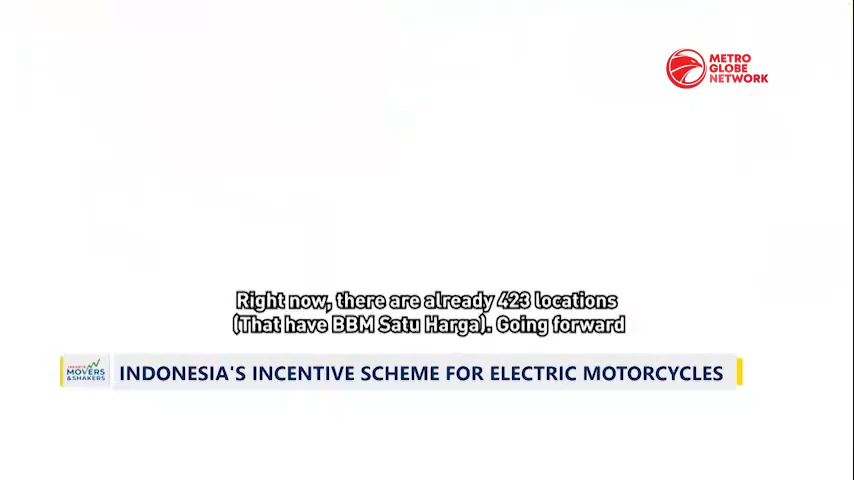 METRO
GLOBE
NETWORK
Right now, there are already 423 locations
(That have BBM Satu Harga). Going forward
MOVERS
&SHAKERS
INDONESIA'S INCENTIVE SCHEME FOR ELECTRIC MOTORCYCLES